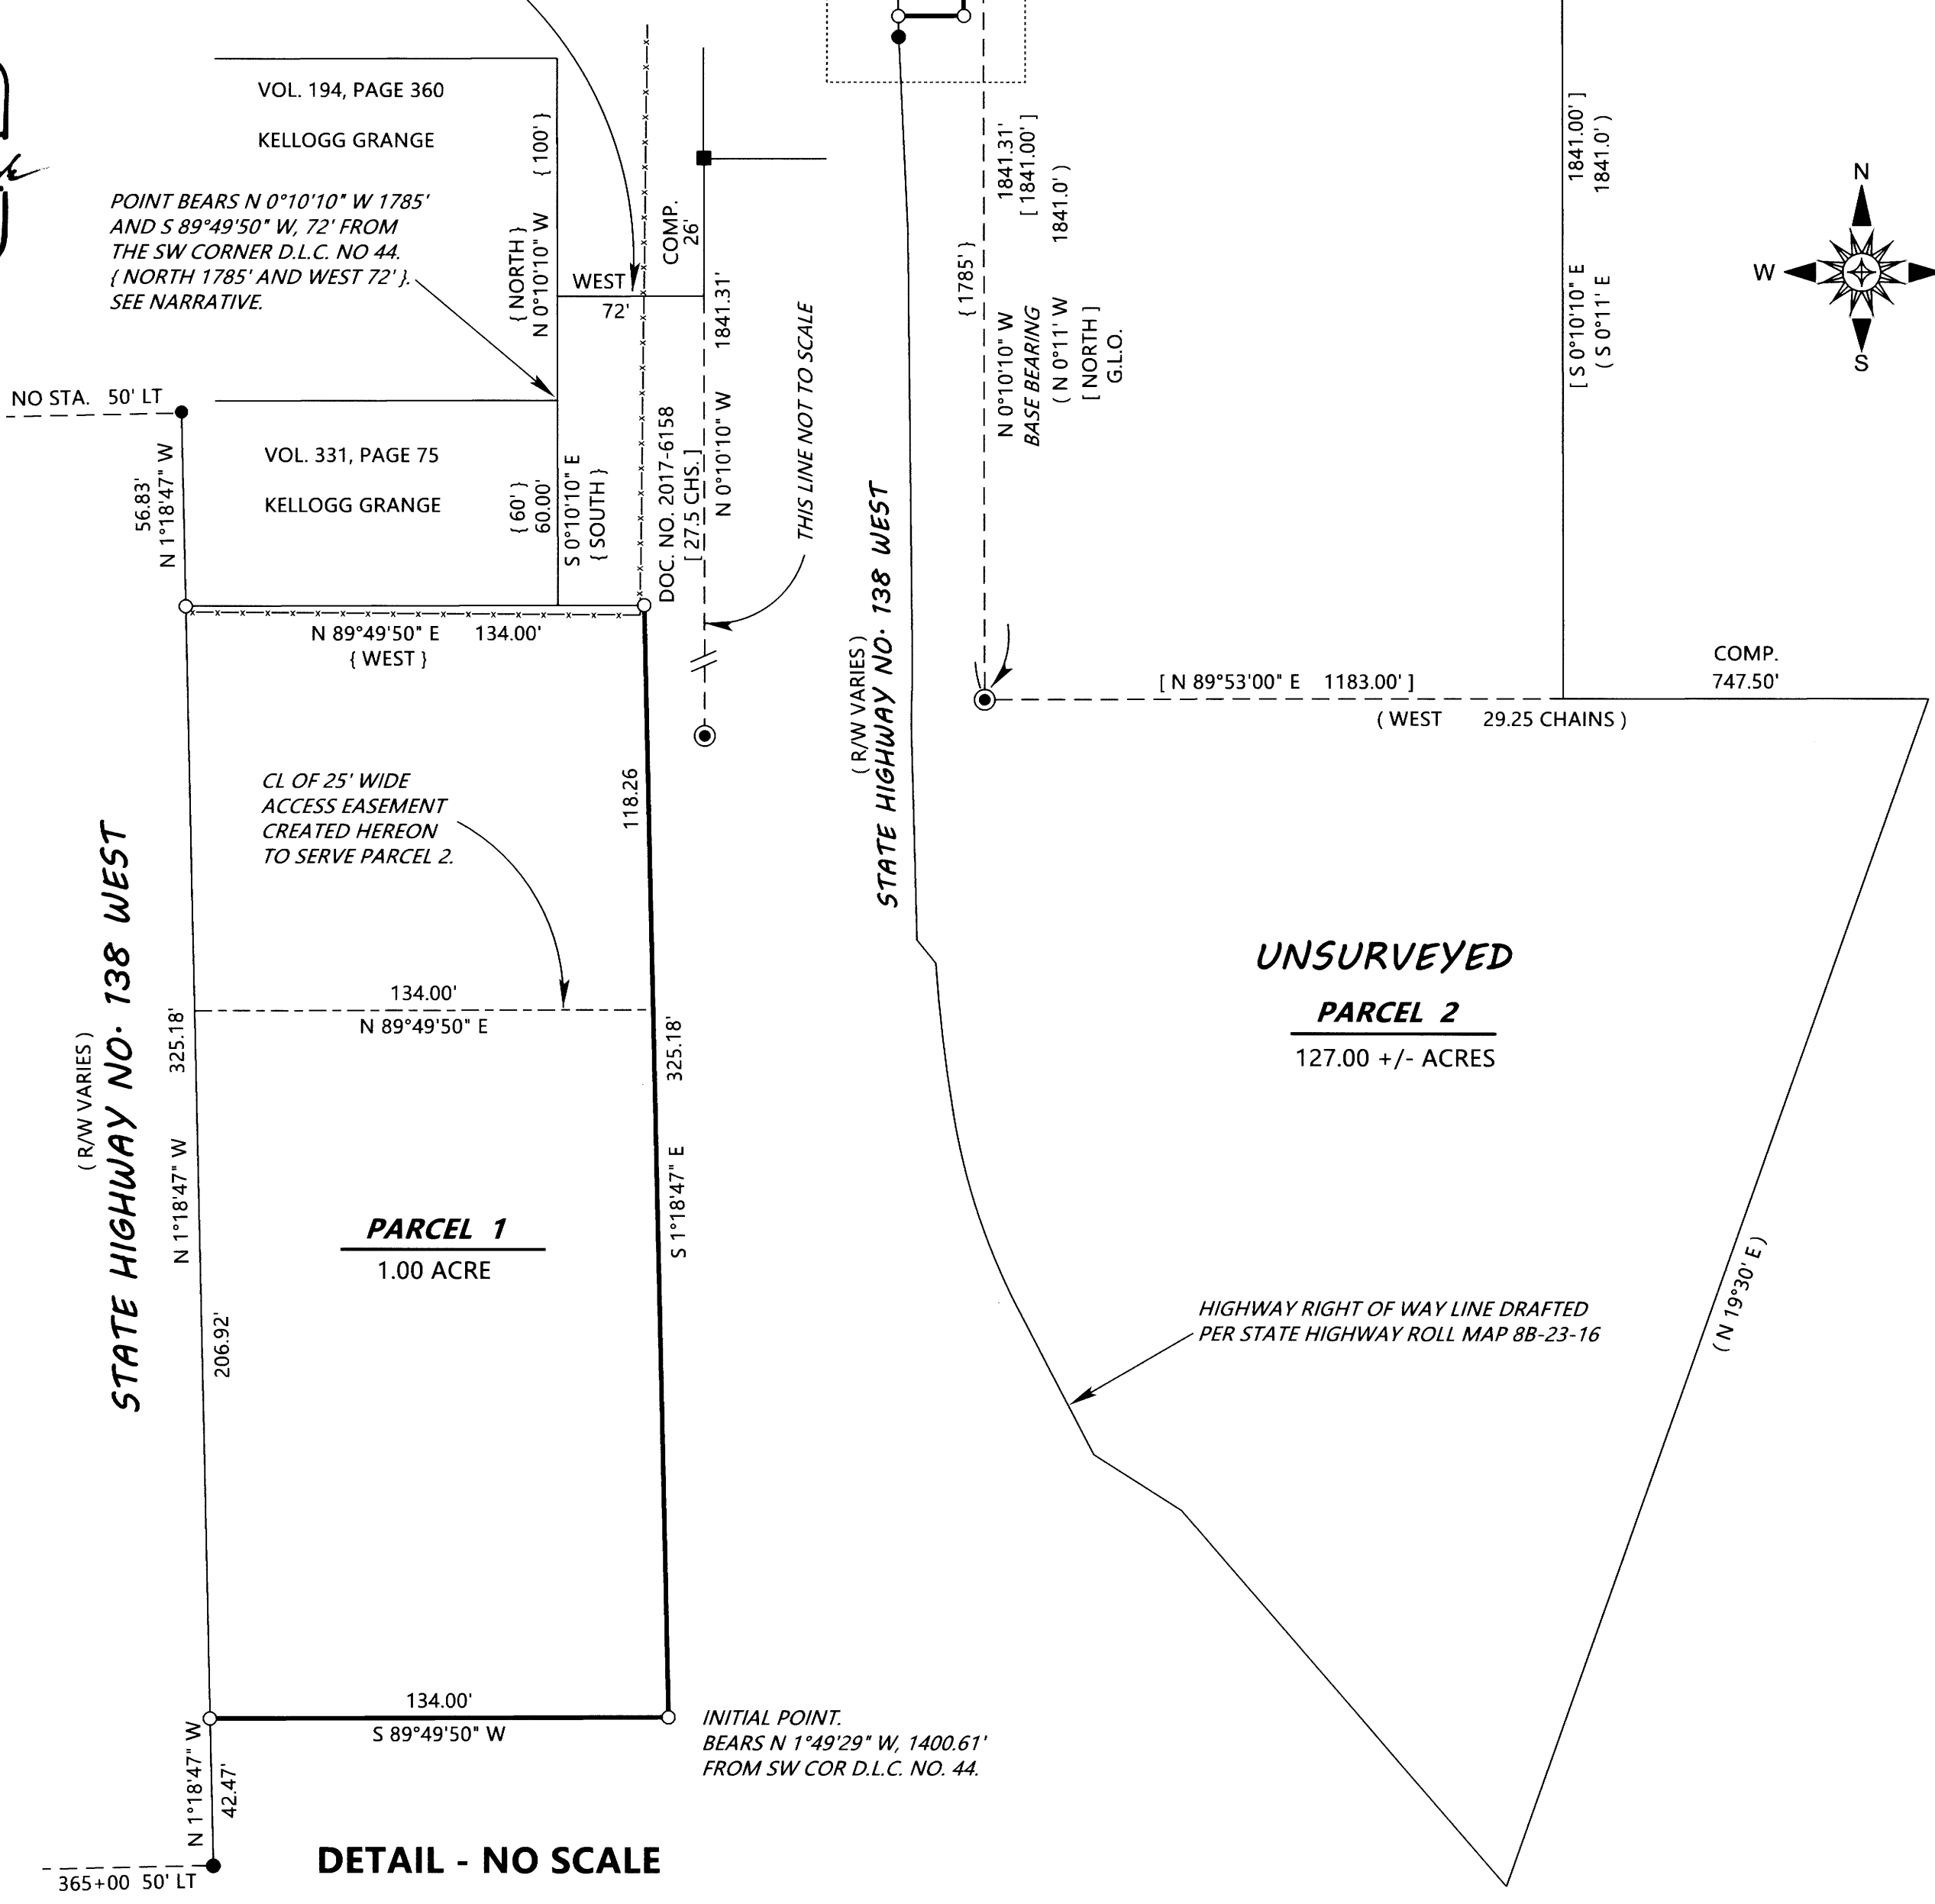 VOL. 194, PAGE 360
KELLOGG GRANGE
POINT BEARS N 0°10'10" W 1785'
AND S 89°49'50" W, 72' FROM
THE SW CORNER D.L.C. NO 44.
{ NORTH 1785' AND WEST 72' }.
SEE NARRATIVE.
{ NORTH } { 100' }
N 0°10'10" W
WEST
72'
COMP.
26'
N 0°10'10" W 1841.31'
THIS LINE NOT TO SCALE
NO STA. 50' LT
56.83'
N 1°18'47" W
VOL. 331, PAGE 75
KELLOGG GRANGE
{ 60' }
60.00'
S 0°10'10" E
{ SOUTH }
DOC. NO. 2017-6158
[ 27.5 CHS. ]
N 89°49'50" E 134.00'
{ WEST }
CL OF 25' WIDE
ACCESS EASEMENT
CREATED HEREON
TO SERVE PARCEL 2.
118.26
134.00'
N 89°49'50" E
( R/W VARIES )
STATE HIGHWAY NO. 138 WEST
N 1°18'47" W 325.18'
206.92'
S 1°18'47" E 325.18'
PARCEL 1
1.00 ACRE
134.00'
S 89°49'50" W
INITIAL POINT.
BEARS N 1°49'29" W, 1400.61'
FROM SW COR D.L.C. NO. 44.
N 1°18'47" W
42.47'
365+00 50' LT
DETAIL - NO SCALE
( R/W VARIES )
STATE HIGHWAY NO. 138 WEST
{ 1785' }
N 0°10'10" W 1841.31'
BASE BEARING [ 1841.00' ]
( N 0°11' W 1841.0' )
[ NORTH ]
G.L.O.
[ S 0°10'10" E 1841.00' ]
( S 0°11' E 1841.0' )
N
W
S
[ N 89°53'00" E 1183.00' ]
( WEST 29.25 CHAINS )
COMP.
747.50'
UNSURVEYED
PARCEL 2
127.00 +/- ACRES
HIGHWAY RIGHT OF WAY LINE DRAFTED
PER STATE HIGHWAY ROLL MAP 8B-23-16
( N 19°30' E )